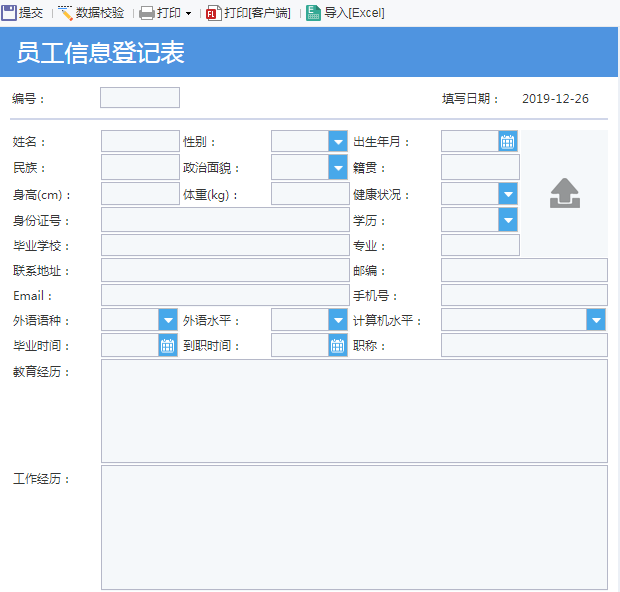 提交 数据校验 打印 打印[客户端] 导入[Excel]
员工信息登记表
编号： 填写日期： 2019-12-26
姓名： 性别： 出生年月：
民族： 政治面貌： 籍贯：
身高(cm)： 体重(kg)： 健康状况：
身份证号： 学历：
毕业学校： 专业：
联系地址： 邮编：
Email： 手机号：
外语语种： 外语水平： 计算机水平：
毕业时间： 到职时间： 职称：
教育经历：
工作经历：